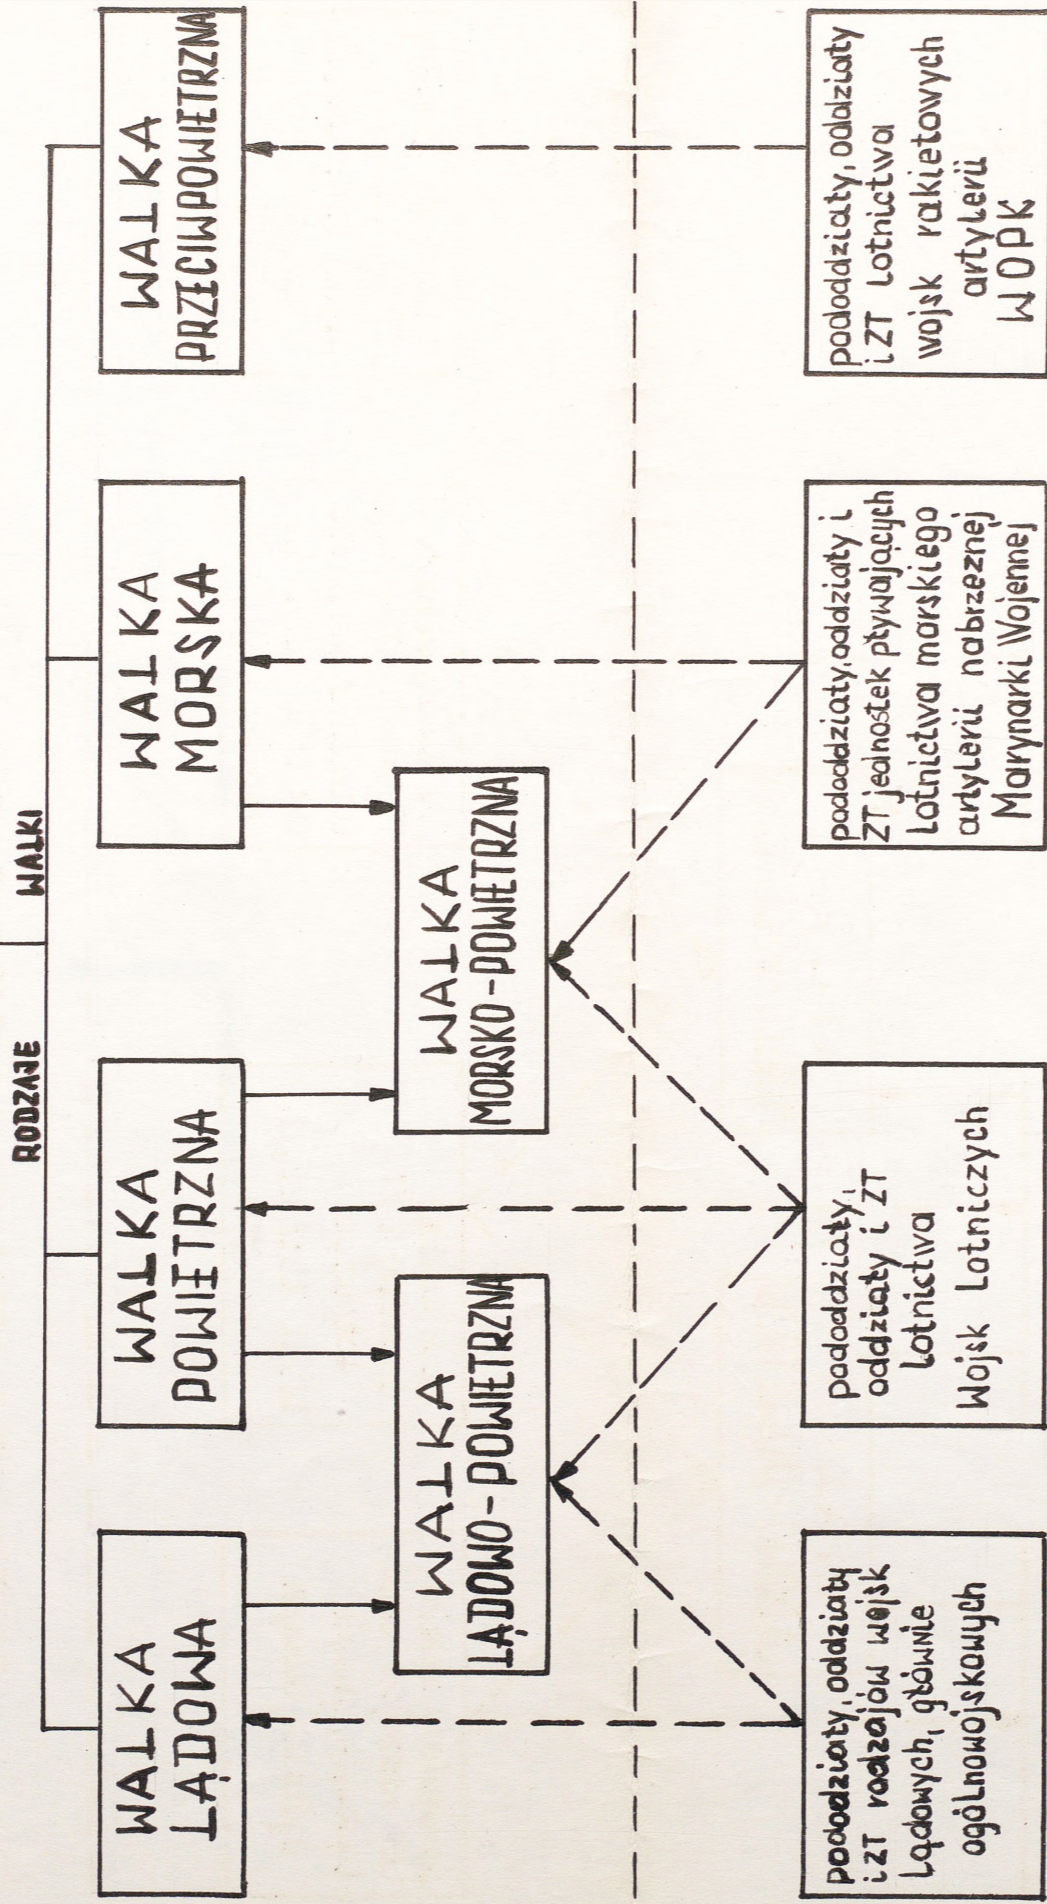 RODZAJE WALKI
WALKA
LĄDOWA
WALKA
POWIETRZNA
WALKA
MORSKA
WALKA
PRZECIWPOWIETRZNA
WALKA
LĄDOWO-POWIETRZNA
WALKA
MORSKO-POWIETRZNA
pododdziały, oddziały
i ZT rodzajów wojsk
Lądowych, głównie
ogólnowojskowych
pododdziały,
oddziały i ZT
Lotnictwa
Wojsk Lotniczych
pododdziały, oddziały i
ZT jednostek pływających
Lotnictwa morskiego
artylerii nabrzeznej
Marynarki Wojennej
pododdziały, oddziały
i ZT Lotnictwa
wojsk rakietowych
artylerii
WOPK